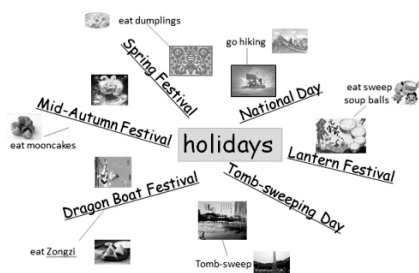 eat dumplings
Spring Festival
go hiking
National Day
eat sweep
soup balls
Mid-Autumn Festival
eat mooncakes
holidays
Lantern Festival
Dragon Boat Festival
Tomb-sweeping Day
eat Zongzi
Tomb-sweep